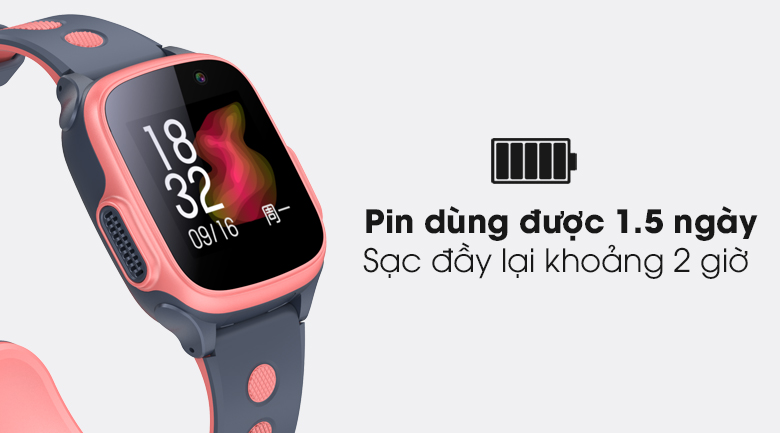 18
32
09/16 周一
Pin dùng được 1.5 ngày
Sạc đầy lại khoảng 2 giờ